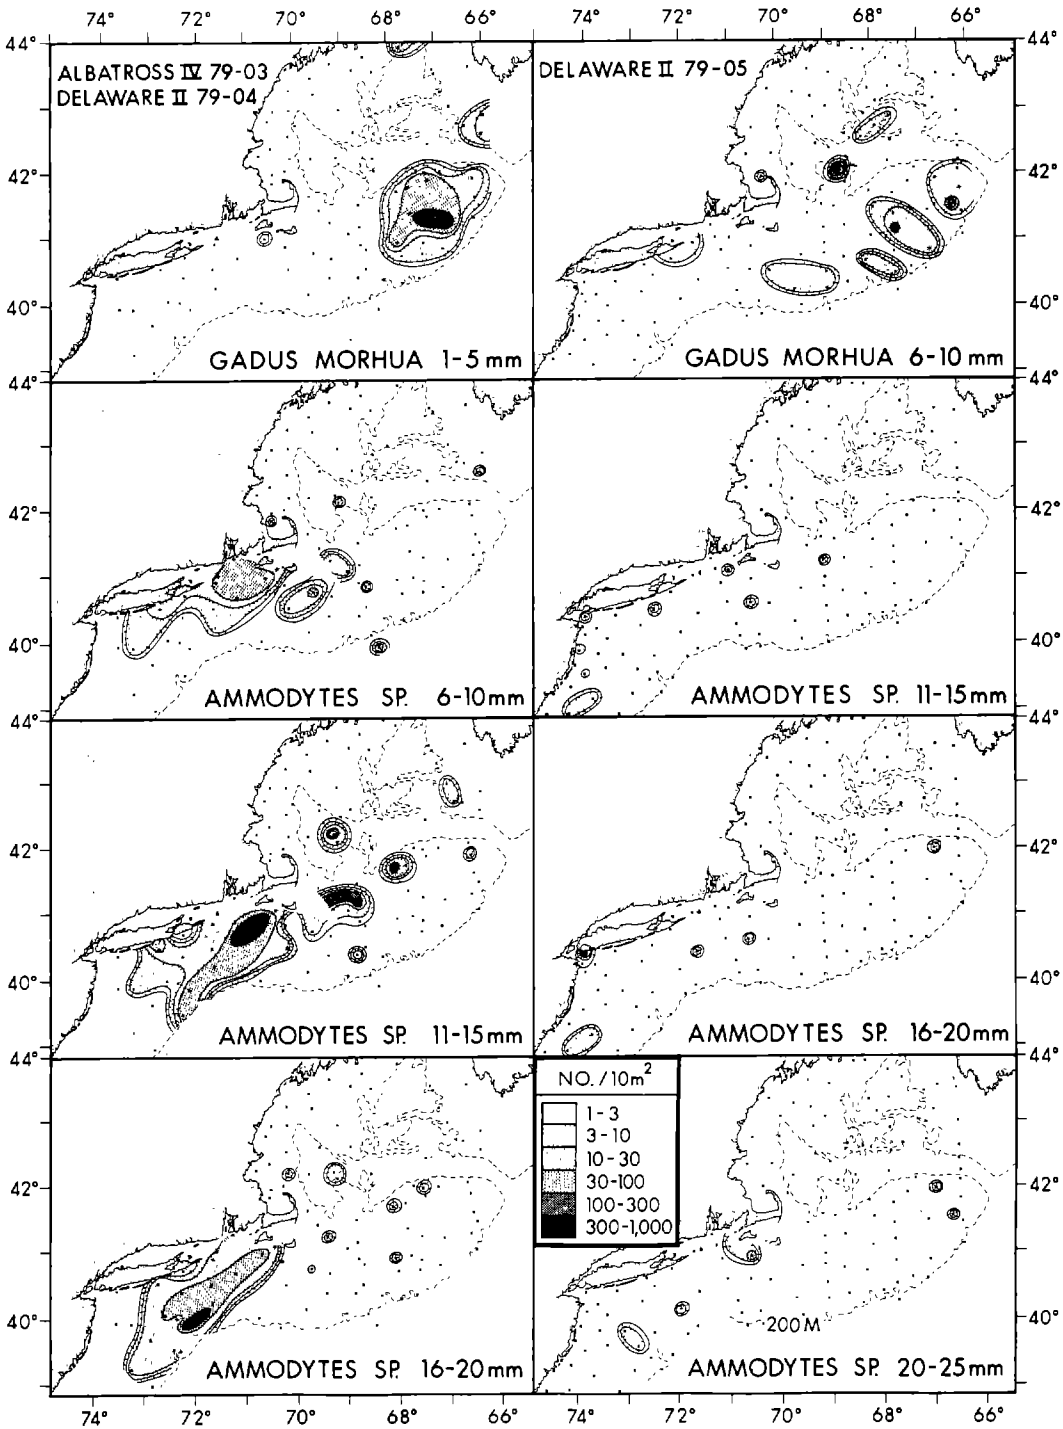 74° 72° 70° 68° 66° 74° 72° 70° 68° 66°
44° 44°
ALBATROSS IV 79-03
DELAWARE II 79-04
DELAWARE II 79-05
42° 42°
40° 40°
GADUS MORHUA 1-5 mm
GADUS MORHUA 6-10 mm
44° 44°
42° 42°
40° 40°
AMMODYTES SP. 6-10mm
AMMODYTES SP. 11-15mm
44° 44°
42° 42°
40° 40°
AMMODYTES SP. 11-15mm
AMMODYTES SP. 16-20mm
44° 44°
NO. / 10m²
1 - 3
3 - 10
10 - 30
30-100
100-300
300-1,000
42° 42°
40° 40°
200M
AMMODYTES SP. 16-20mm
AMMODYTES SP. 20-25mm
74° 72° 70° 68° 66° 74° 72° 70° 68° 66°